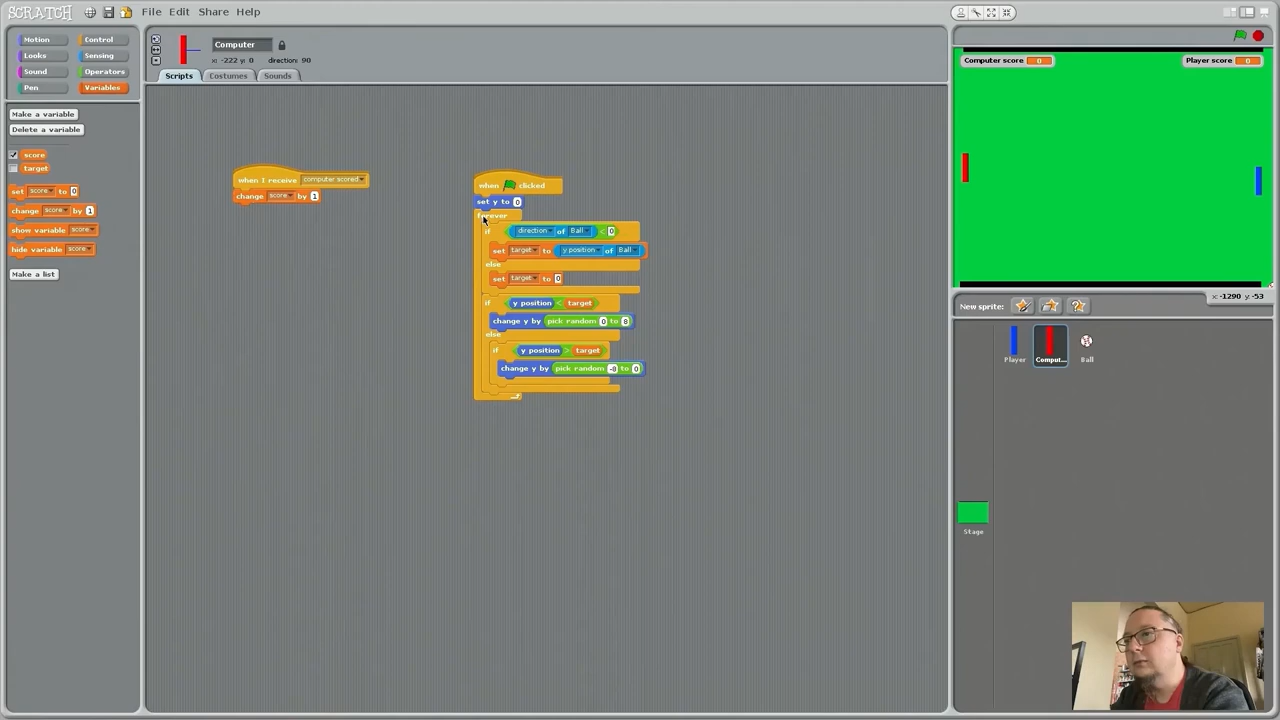 SCRATCH File Edit Share Help
Motion Control
Looks Sensing
Sound Operators
Pen Variables
Computer
x: -222 y: 0 direction: 90
Scripts Costumes Sounds
Make a variable
Delete a variable
score
target
set score to 0
change score by 1
show variable score
hide variable score
Make a list
when I receive computer scored
change score by 1
when clicked
set y to 0
forever
if direction of Ball < 0
set target to y position of Ball
else
set target to 0
if y position < target
change y by pick random 0 to 8
else
if y position > target
change y by pick random -8 to 0
Computer score 0
Player score 0
x: -1290 y: -53
New sprite:
Player
Comput...
Ball
Stage